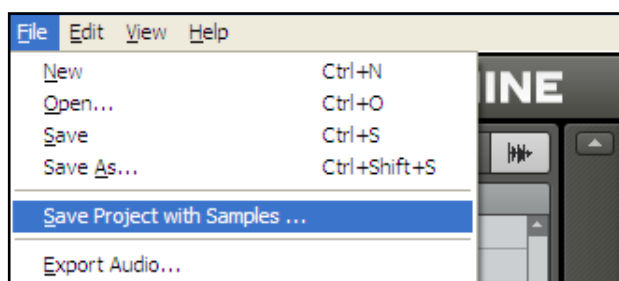 File Edit View Help
New Ctrl+N
Open... Ctrl+O
INE
Save Ctrl+S
Save As... Ctrl+Shift+S
Save Project with Samples ...
Export Audio...